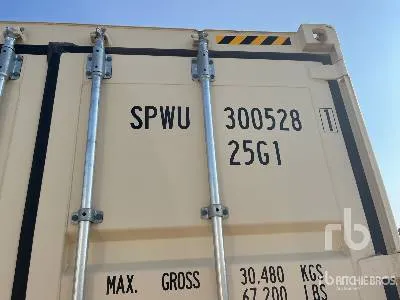 SPWU 300528 1
25G1
MAX. GROSS 30.480 KGS
67.200 LBS
rb
RITCHIE BROS.